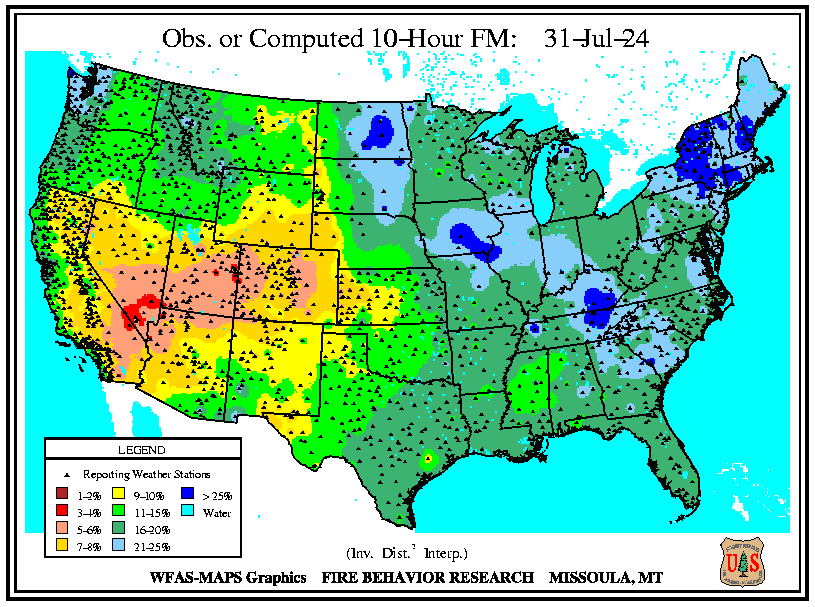 Obs. or Computed 10-Hour FM: 31-Jul-24
LEGEND
Reporting Weather Stations
1-2% 9-10% > 25%
3-4% 11-15% Water
5-6% 16-20%
7-8% 21-25%
(Inv. Dist.² Interp.)
WFAS-MAPS Graphics FIRE BEHAVIOR RESEARCH MISSOULA, MT
U S